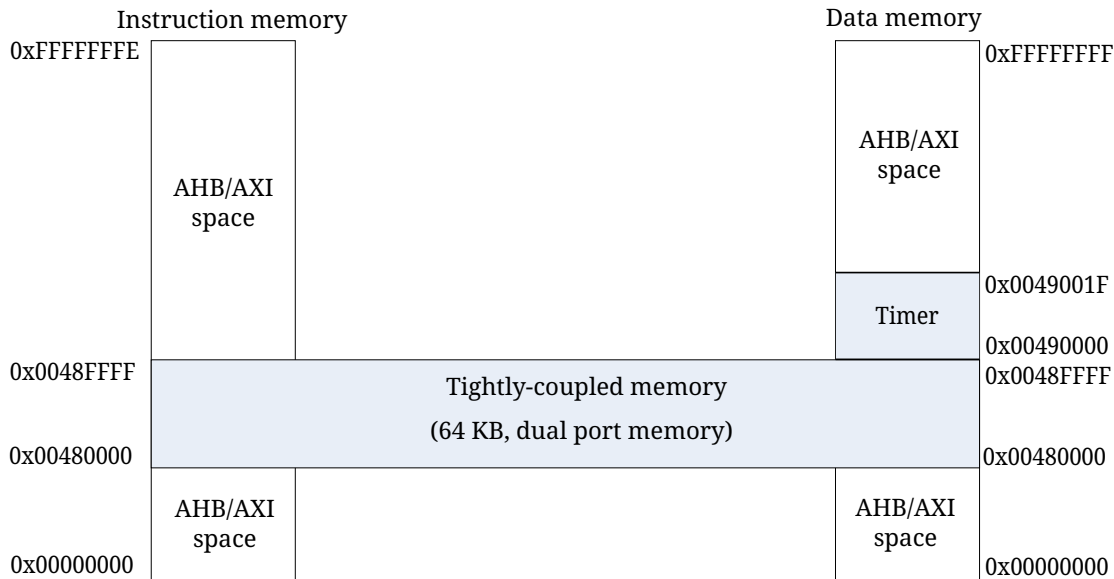 Instruction memory
Data memory
0xFFFFFFFE
0xFFFFFFFF
AHB/AXI
space
AHB/AXI
space
0x0049001F
Timer
0x00490000
0x0048FFFF
0x0048FFFF
Tightly-coupled memory
(64 KB, dual port memory)
0x00480000
0x00480000
AHB/AXI
space
AHB/AXI
space
0x00000000
0x00000000